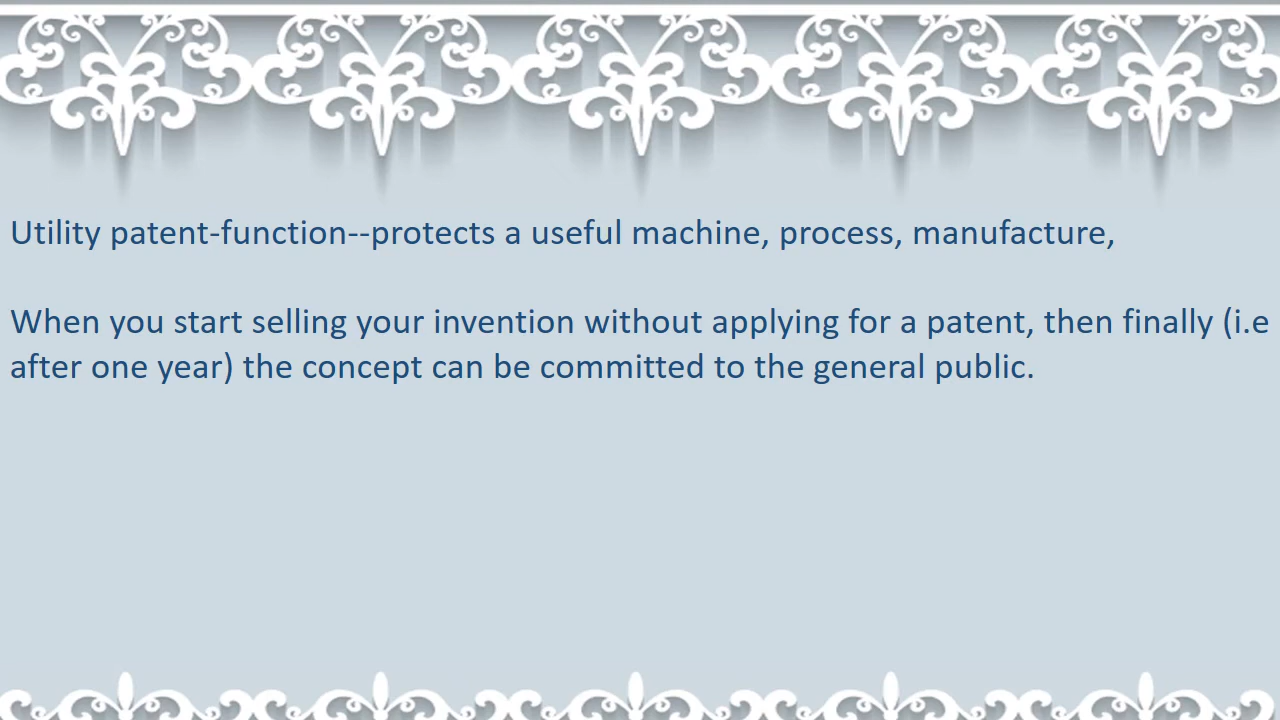 Utility patent-function--protects a useful machine, process, manufacture,
When you start selling your invention without applying for a patent, then finally (i.e
after one year) the concept can be committed to the general public.